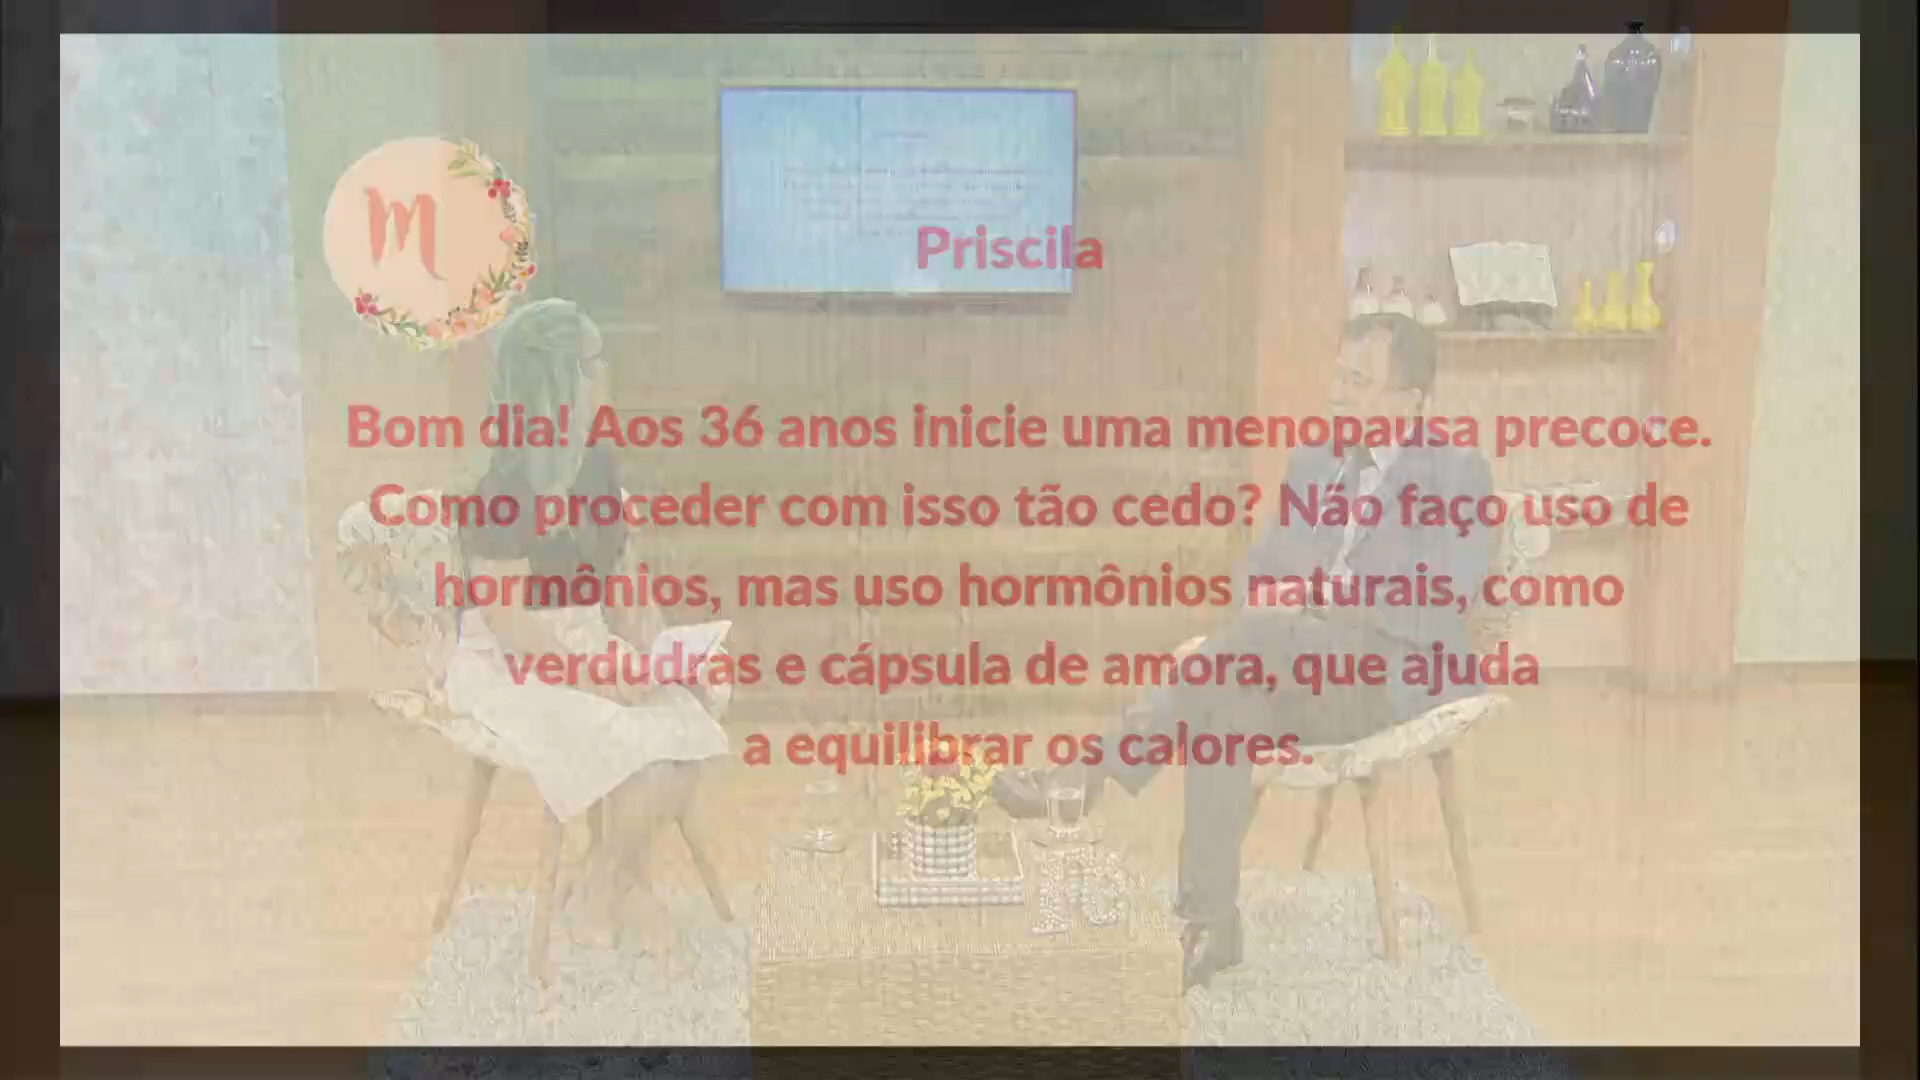 M
Priscila
Bom dia! Aos 36 anos inicie uma menopausa precoce.
Como proceder com isso tão cedo? Não faço uso de
hormônios, mas uso hormônios naturais, como
verdudras e cápsula de amora, que ajuda
a equilibrar os calores.